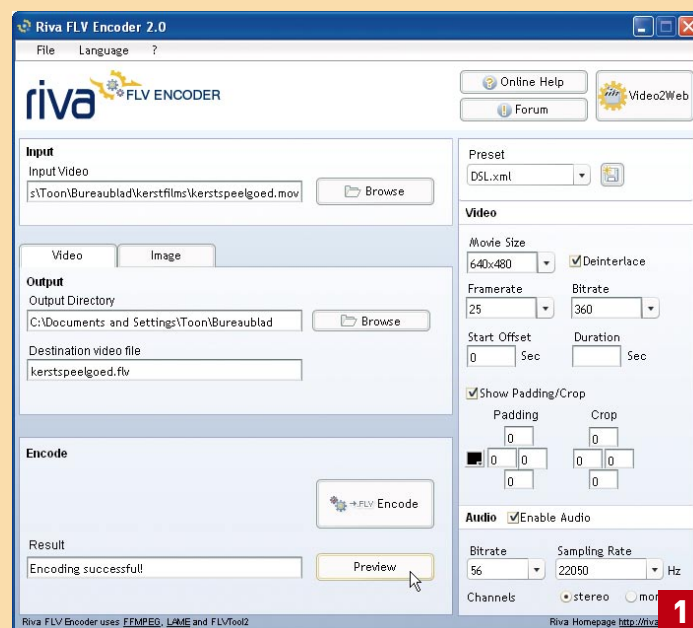 Riva FLV Encoder 2.0
File Language ?
riva FLV ENCODER
Online Help
Forum
Video2Web
Input
Input Video
s\Toon\Bureaublad\kerstfilms\kerstspeelgoed.mov
Browse
Video Image
Output
Output Directory
C:\Documents and Settings\Toon\Bureaublad
Browse
Destination video file
kerstspeelgoed.flv
Encode
FLV Encode
Result
Encoding successful!
Preview
Riva FLV Encoder uses FFMPEG, LAME and FLVTool2
Preset
DSL.xml
Video
Movie Size
640x480 Deinterlace
Framerate Bitrate
25 360
Start Offset Duration
0 Sec Sec
Show Padding/Crop
Padding Crop
0 0
0 0 0 0
0 0
Audio Enable Audio
Bitrate Sampling Rate
56 22050 Hz
Channels stereo
Riva Homepage
1